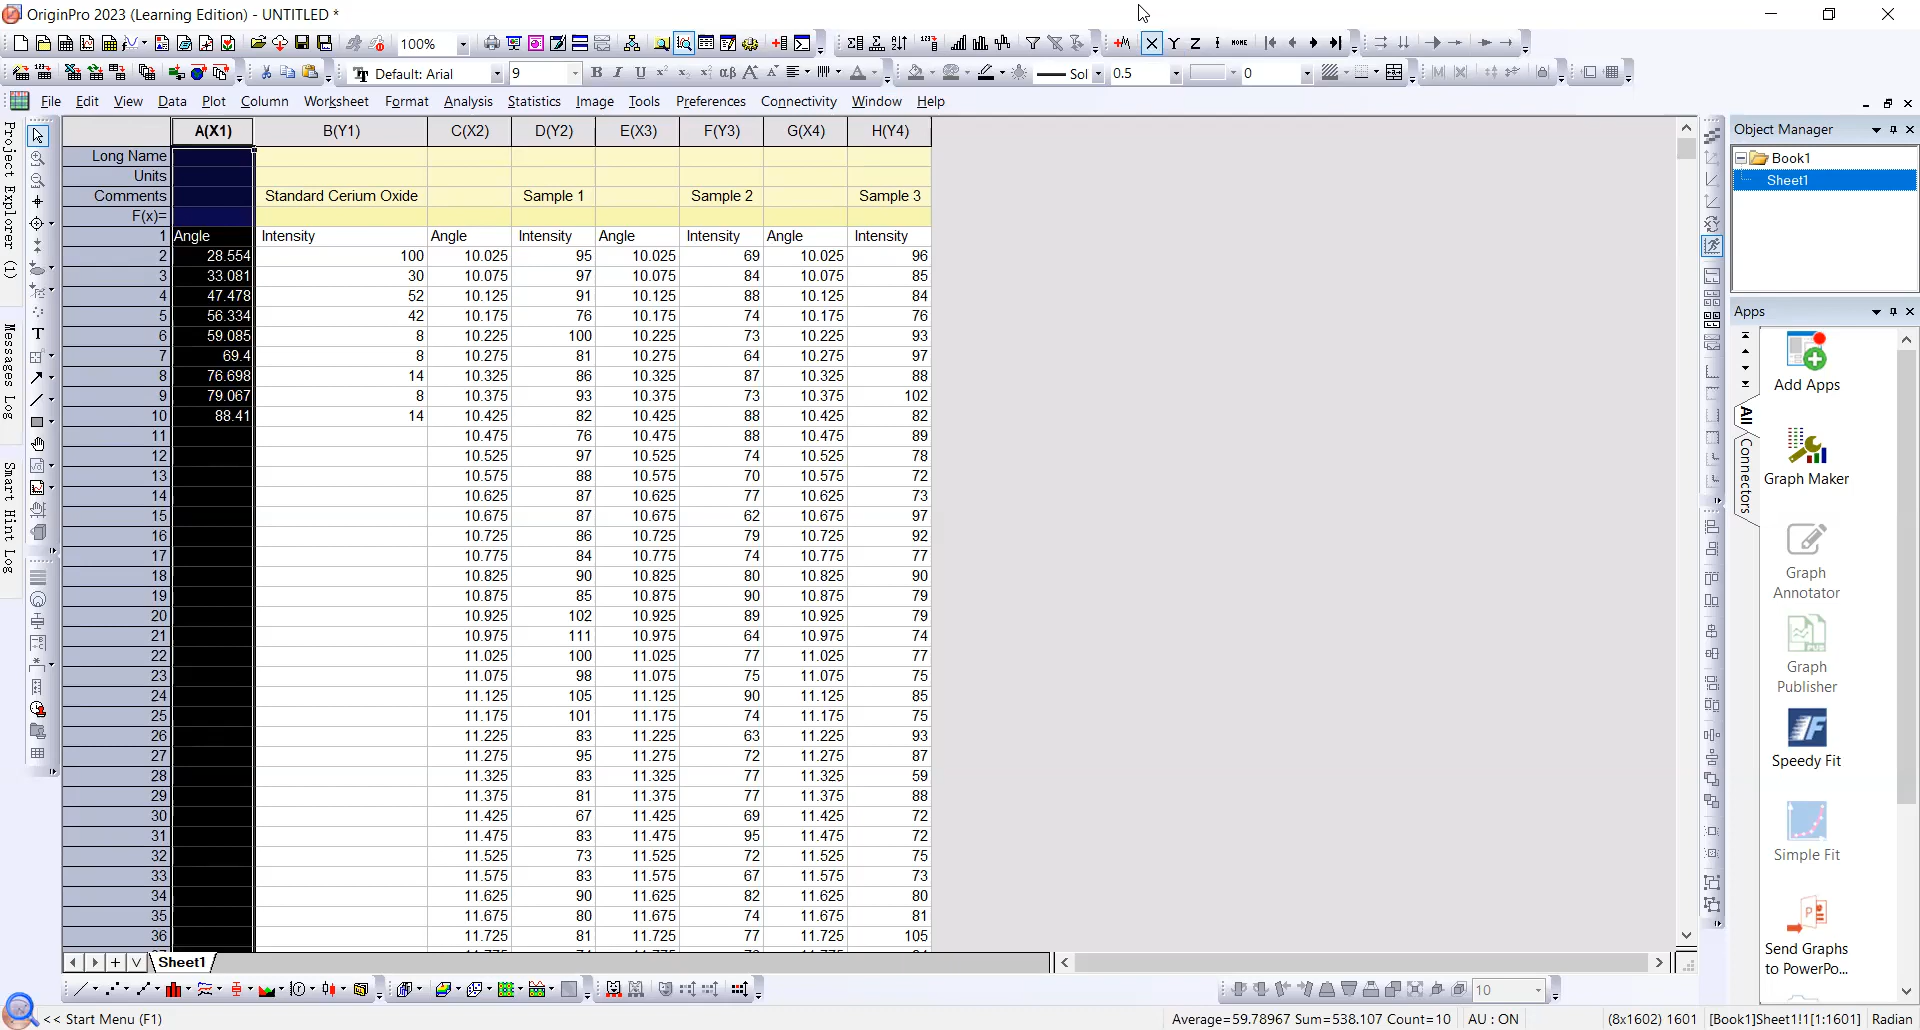 OriginPro 2023 (Learning Edition) - UNTITLED *
100%
Default: Arial 9 B I U αβ A A A Sol 0.5 0
File Edit View Data Plot Column Worksheet Format Analysis Statistics Image Tools Preferences Connectivity Window Help
Project Explorer (1)
Messages Log
Smart Hint Log
A(X1) B(Y1) C(X2) D(Y2) E(X3) F(Y3) G(X4) H(Y4)
Long Name
Units
Comments Standard Cerium Oxide Sample 1 Sample 2 Sample 3
F(x)=
1 Angle Intensity Angle Intensity Angle Intensity Angle Intensity
2 28.554 100 10.025 95 10.025 69 10.025 96
3 33.081 30 10.075 97 10.075 84 10.075 85
4 47.478 52 10.125 91 10.125 88 10.125 84
5 56.334 42 10.175 76 10.175 74 10.175 76
6 59.085 8 10.225 100 10.225 73 10.225 93
7 69.4 8 10.275 81 10.275 64 10.275 97
8 76.698 14 10.325 86 10.325 87 10.325 88
9 79.067 8 10.375 93 10.375 73 10.375 102
10 88.41 14 10.425 82 10.425 88 10.425 82
11 10.475 76 10.475 88 10.475 89
12 10.525 97 10.525 74 10.525 78
13 10.575 88 10.575 70 10.575 72
14 10.625 87 10.625 77 10.625 73
15 10.675 87 10.675 62 10.675 97
16 10.725 86 10.725 79 10.725 92
17 10.775 84 10.775 74 10.775 77
18 10.825 90 10.825 80 10.825 90
19 10.875 85 10.875 90 10.875 79
20 10.925 102 10.925 89 10.925 79
21 10.975 111 10.975 64 10.975 74
22 11.025 100 11.025 77 11.025 77
23 11.075 98 11.075 75 11.075 75
24 11.125 105 11.125 90 11.125 85
25 11.175 101 11.175 74 11.175 75
26 11.225 83 11.225 63 11.225 93
27 11.275 95 11.275 72 11.275 87
28 11.325 83 11.325 77 11.325 59
29 11.375 81 11.375 77 11.375 88
30 11.425 67 11.425 69 11.425 72
31 11.475 83 11.475 95 11.475 72
32 11.525 73 11.525 72 11.525 75
33 11.575 83 11.575 67 11.575 73
34 11.625 90 11.625 82 11.625 80
35 11.675 80 11.675 74 11.675 81
36 11.725 81 11.725 77 11.725 105
Sheet1
Object Manager
Book1
Sheet1
Apps
All
Connectors
Add Apps
Graph Maker
Graph
Annotator
Graph
Publisher
Speedy Fit
Simple Fit
Send Graphs
to PowerPo...
10
<< Start Menu (F1)
Average=59.78967 Sum=538.107 Count=10 AU : ON (8x1602) 1601 [Book1]Sheet1!1[1:1601] Radian